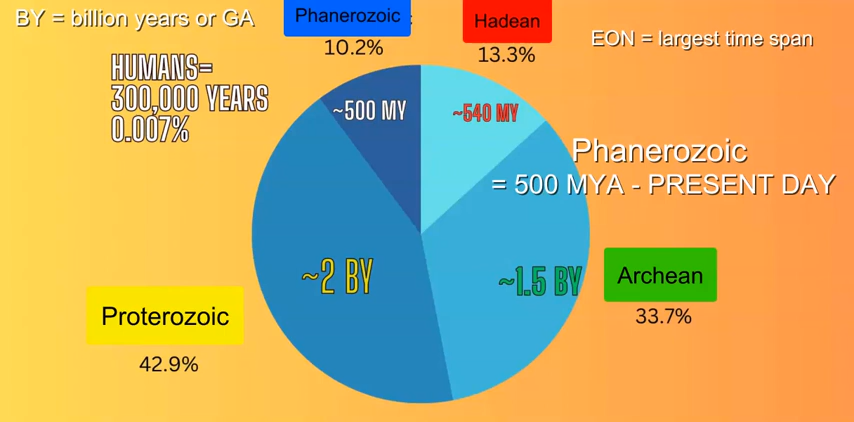 BY = billion years or GA
Phanerozoic
10.2%
Hadean
13.3%
EON = largest time span
HUMANS=
300,000 YEARS
0.007%
~500 MY
~540 MY
Phanerozoic
= 500 MYA - PRESENT DAY
~2 BY
~1.5 BY
Archean
33.7%
Proterozoic
42.9%